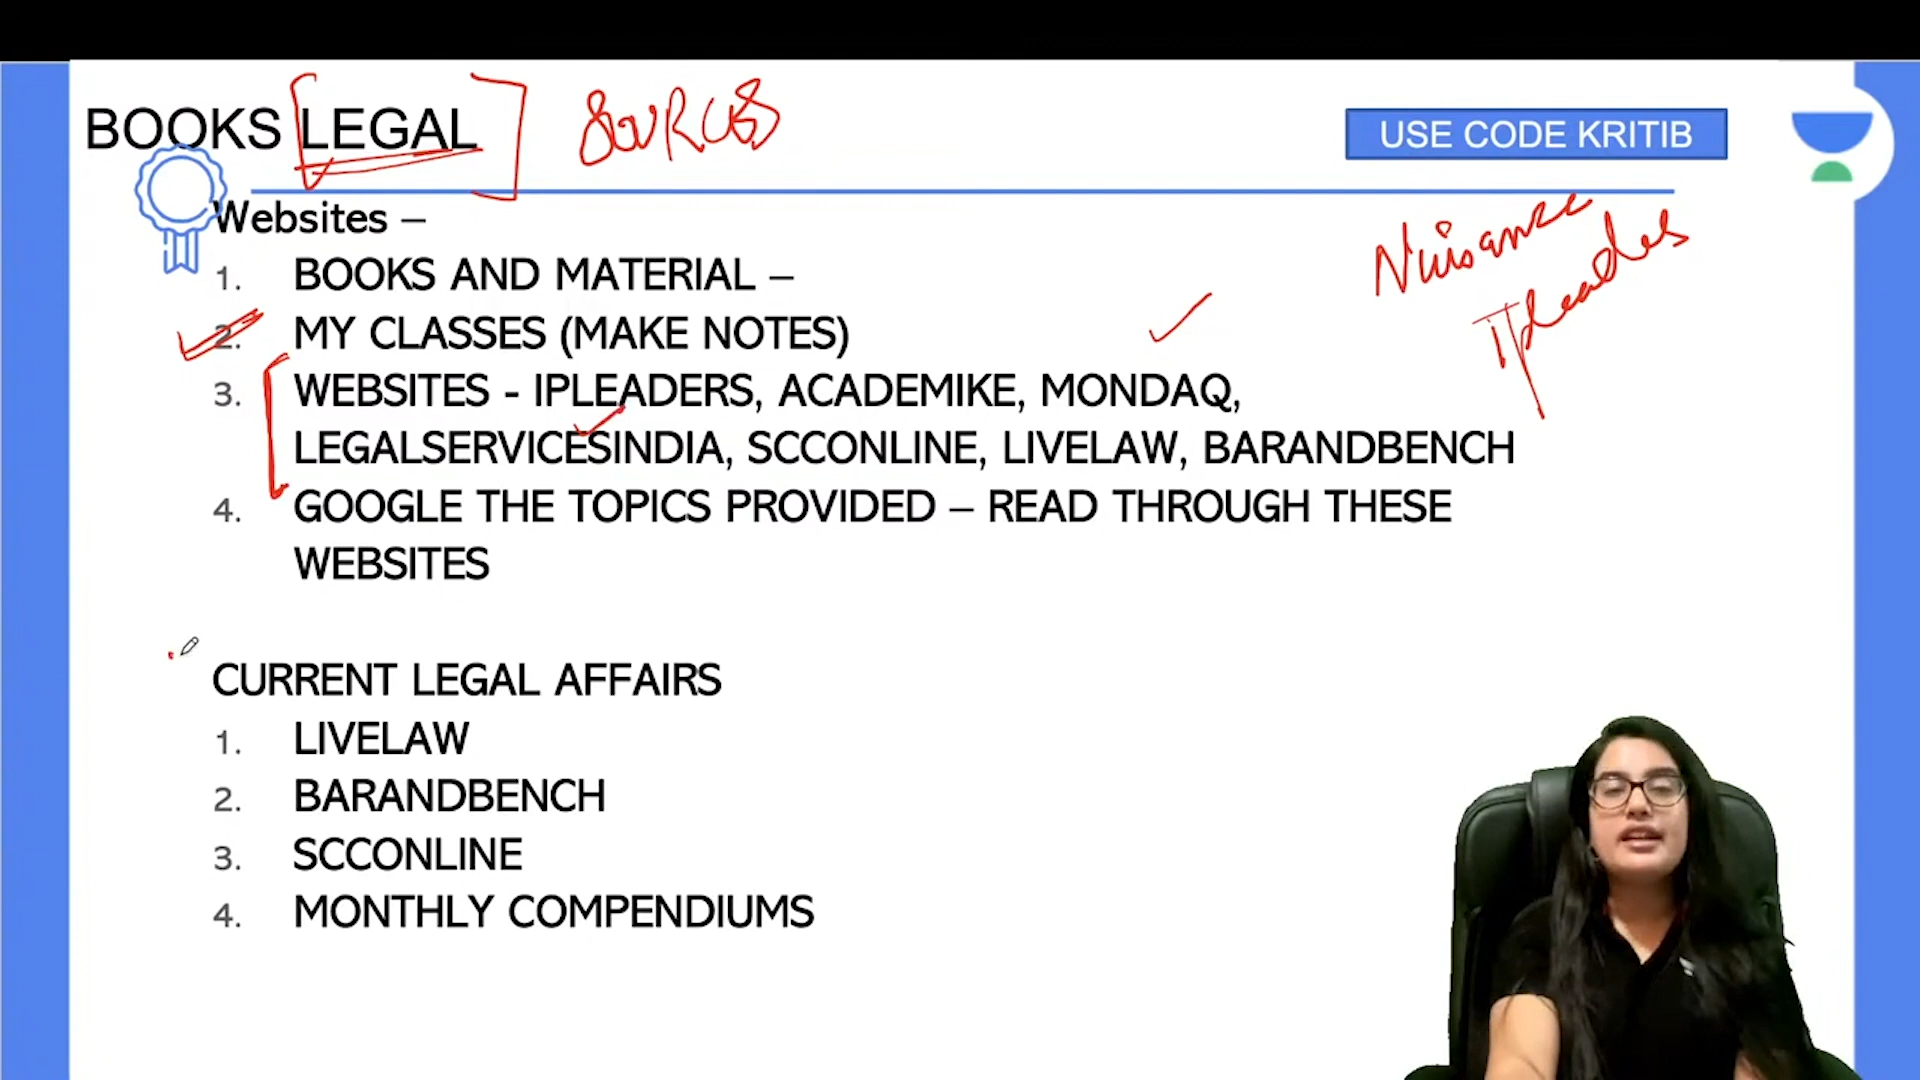 BOOKS LEGAL SOURCES
USE CODE KRITIB
Websites –
Nuisance
1. BOOKS AND MATERIAL –
Ipleaders
2. MY CLASSES (MAKE NOTES)
3. WEBSITES - IPLEADERS, ACADEMIKE, MONDAQ,
LEGALSERVICESINDIA, SCCONLINE, LIVELAW, BARANDBENCH
4. GOOGLE THE TOPICS PROVIDED – READ THROUGH THESE
WEBSITES
CURRENT LEGAL AFFAIRS
1. LIVELAW
2. BARANDBENCH
3. SCCONLINE
4. MONTHLY COMPENDIUMS